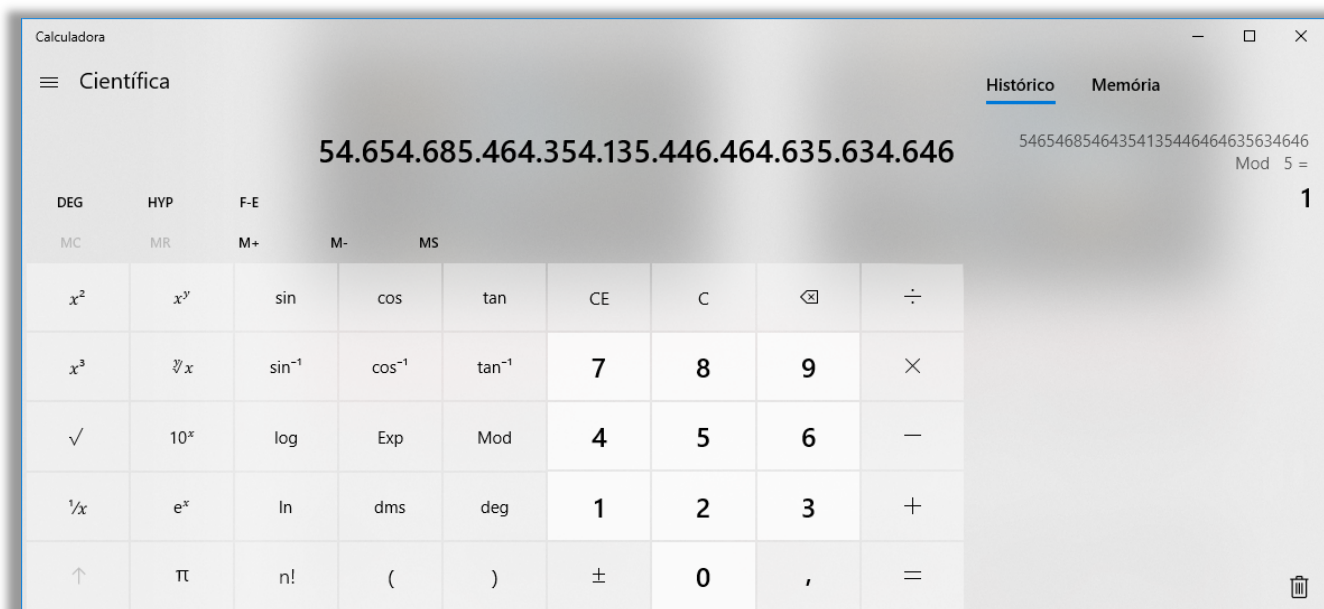 Calculadora
Científica
Histórico Memória
54.654.685.464.354.135.446.464.635.634.646
54654685464354135446464635634646
Mod 5 =
1
DEG HYP F-E
MC MR M+ M- MS
x² xʸ sin cos tan CE C ⌫ ÷
x³ ʸ√x sin⁻¹ cos⁻¹ tan⁻¹ 7 8 9 ×
√ 10ˣ log Exp Mod 4 5 6 −
¹/x eˣ ln dms deg 1 2 3 +
↑ π n! ( ) ± 0 , =